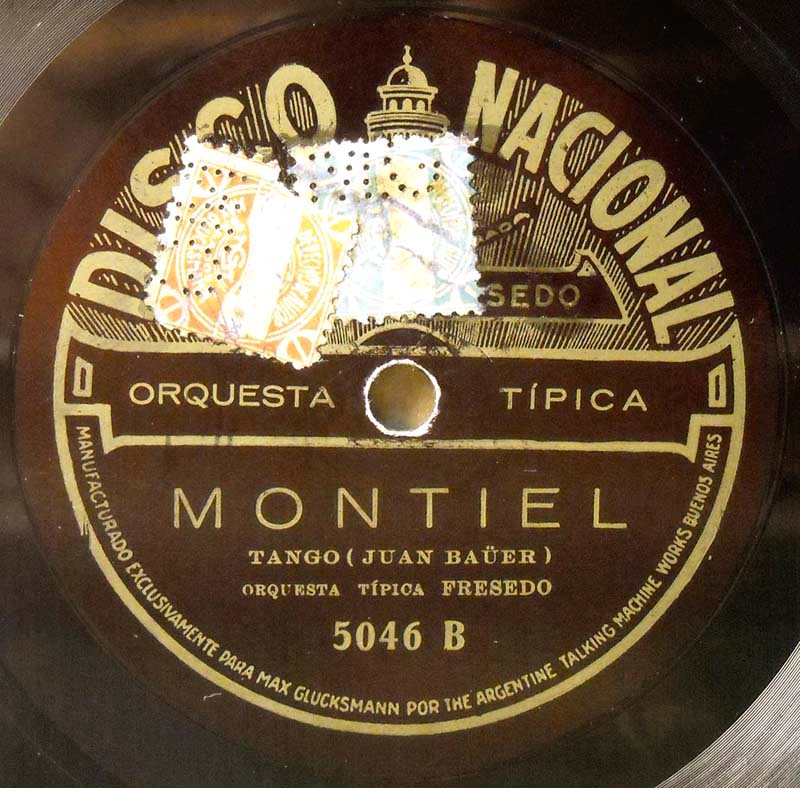 DISCO NACIONAL
SEDO
ORQUESTA TÍPICA
MONTIEL
TANGO ( JUAN BAÜER )
ORQUESTA TÍPICA FRESEDO
5046 B
MANUFACTURADO EXCLUSIVAMENTE PARA MAX GLUCKSMANN POR THE ARGENTINE TALKING MACHINE WORKS BUENOS AIRES